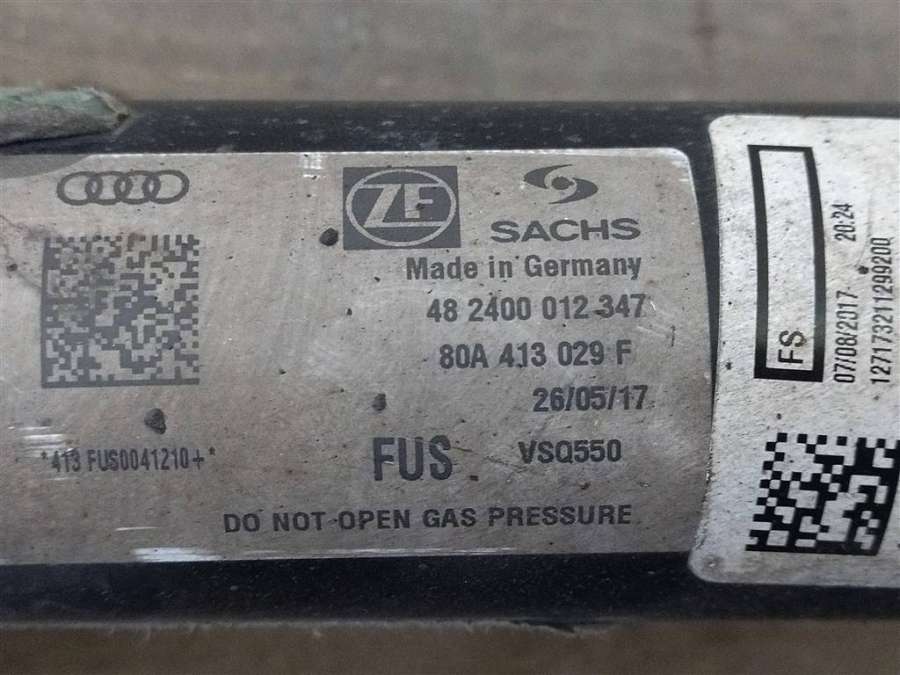 ZF
SACHS
Made in Germany
48 2400 012 347
80A 413 029 F
26/05/17
*413 FUS0041210+*
FUS
VSQ550
DO NOT OPEN GAS PRESSURE
FS
07/08/2017 20:24
12717321129920Q